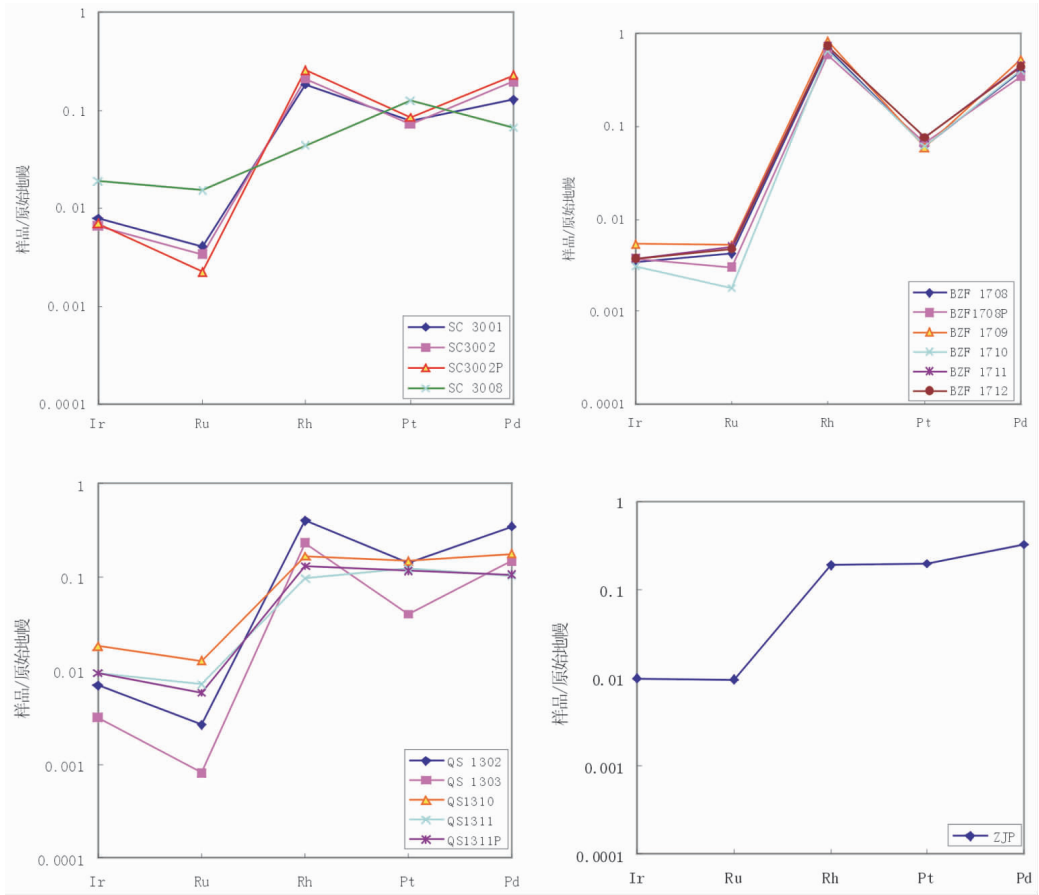 1
0.1
0.01
0.001
0.0001
样品/原始地幔
Ir Ru Rh Pt Pd
SC 3001
SC3002
SC3002P
SC 3008
1
0.1
0.01
0.001
0.0001
样品/原始地幔
Ir Ru Rh Pt Pd
BZF 1708
BZF1708P
BZF 1709
BZF 1710
BZF 1711
BZF 1712
1
0.1
0.01
0.001
0.0001
样品/原始地幔
Ir Ru Rh Pt Pd
QS 1302
QS 1303
QS1310
QS1311
QS1311P
1
0.1
0.01
0.001
0.0001
样品/原始地幔
Ir Ru Rh Pt Pd
ZJP